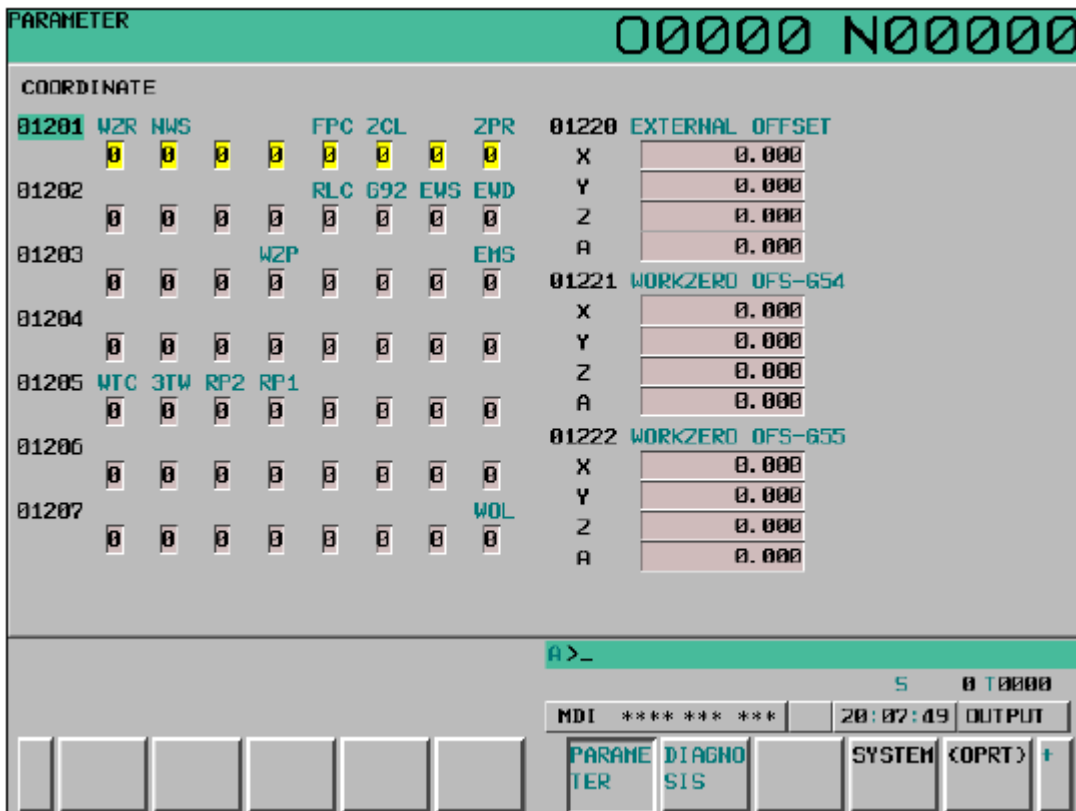 PARAMETER O0000 N00000
COORDINATE
01201 WZR NWS FPC ZCL ZPR
0 0 0 0 0 0 0 0
01202 RLC G92 EWS EWD
0 0 0 0 0 0 0 0
01203 WZP EMS
0 0 0 0 0 0 0 0
01204
0 0 0 0 0 0 0 0
01205 WTC 3TW RP2 RP1
0 0 0 0 0 0 0 0
01206
0 0 0 0 0 0 0 0
01207 WOL
0 0 0 0 0 0 0 0
01220 EXTERNAL OFFSET
X 0.000
Y 0.000
Z 0.000
A 0.000
01221 WORKZERO OFS-G54
X 0.000
Y 0.000
Z 0.000
A 0.000
01222 WORKZERO OFS-G55
X 0.000
Y 0.000
Z 0.000
A 0.000
A>_
S 0 T0000
MDI **** *** *** 20:07:49 OUTPUT
PARAME DIAGNO SYSTEM (OPRT) +
TER SIS